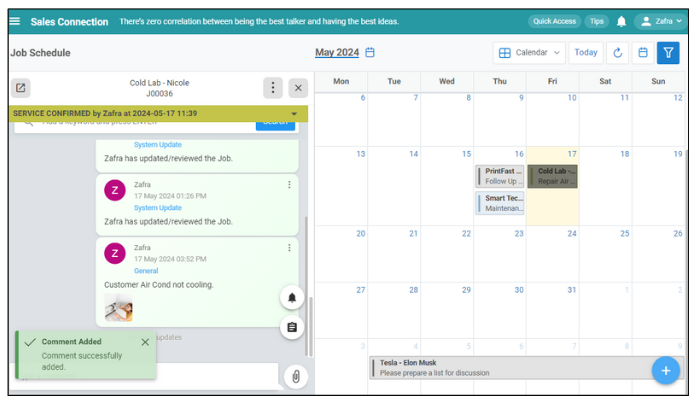 Sales Connection There's zero correlation between being the best talker and having the best ideas. Quick Access Tips Zafra
Job Schedule
May 2024
Calendar
Today
Cold Lab - Nicole
J00036
SERVICE CONFIRMED by Zafra at 2024-05-17 11:39
Search
System Update
Zafra has updated/reviewed the Job.
Z
Zafra
17 May 2024 01:26 PM
System Update
Zafra has updated/reviewed the Job.
Z
Zafra
17 May 2024 03:52 PM
General
Customer Air Cond not cooling.
updates
Comment Added
Comment successfully
added.
Mon Tue Wed Thu Fri Sat Sun
6 7 8 9 10 11 12
13 14 15 16 17 18 19
PrintFast ...
Follow Up ...
Cold Lab -...
Repair Air ...
Smart Tec...
Maintenan...
20 21 22 23 24 25 26
27 28 29 30 31 1 2
3 4 5 6 7 8 9
Tesla - Elon Musk
Please prepare a list for discussion
+